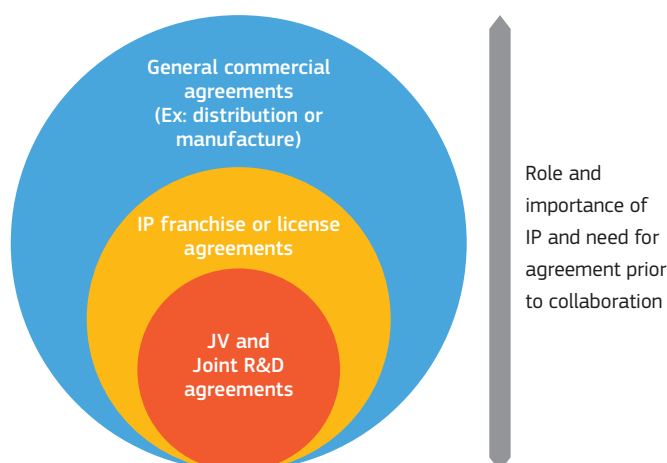 General commercial
agreements
(Ex: distribution or
manufacture)
IP franchise or license
agreements
JV and
Joint R&D
agreements
Role and
importance of
IP and need for
agreement prior
to collaboration